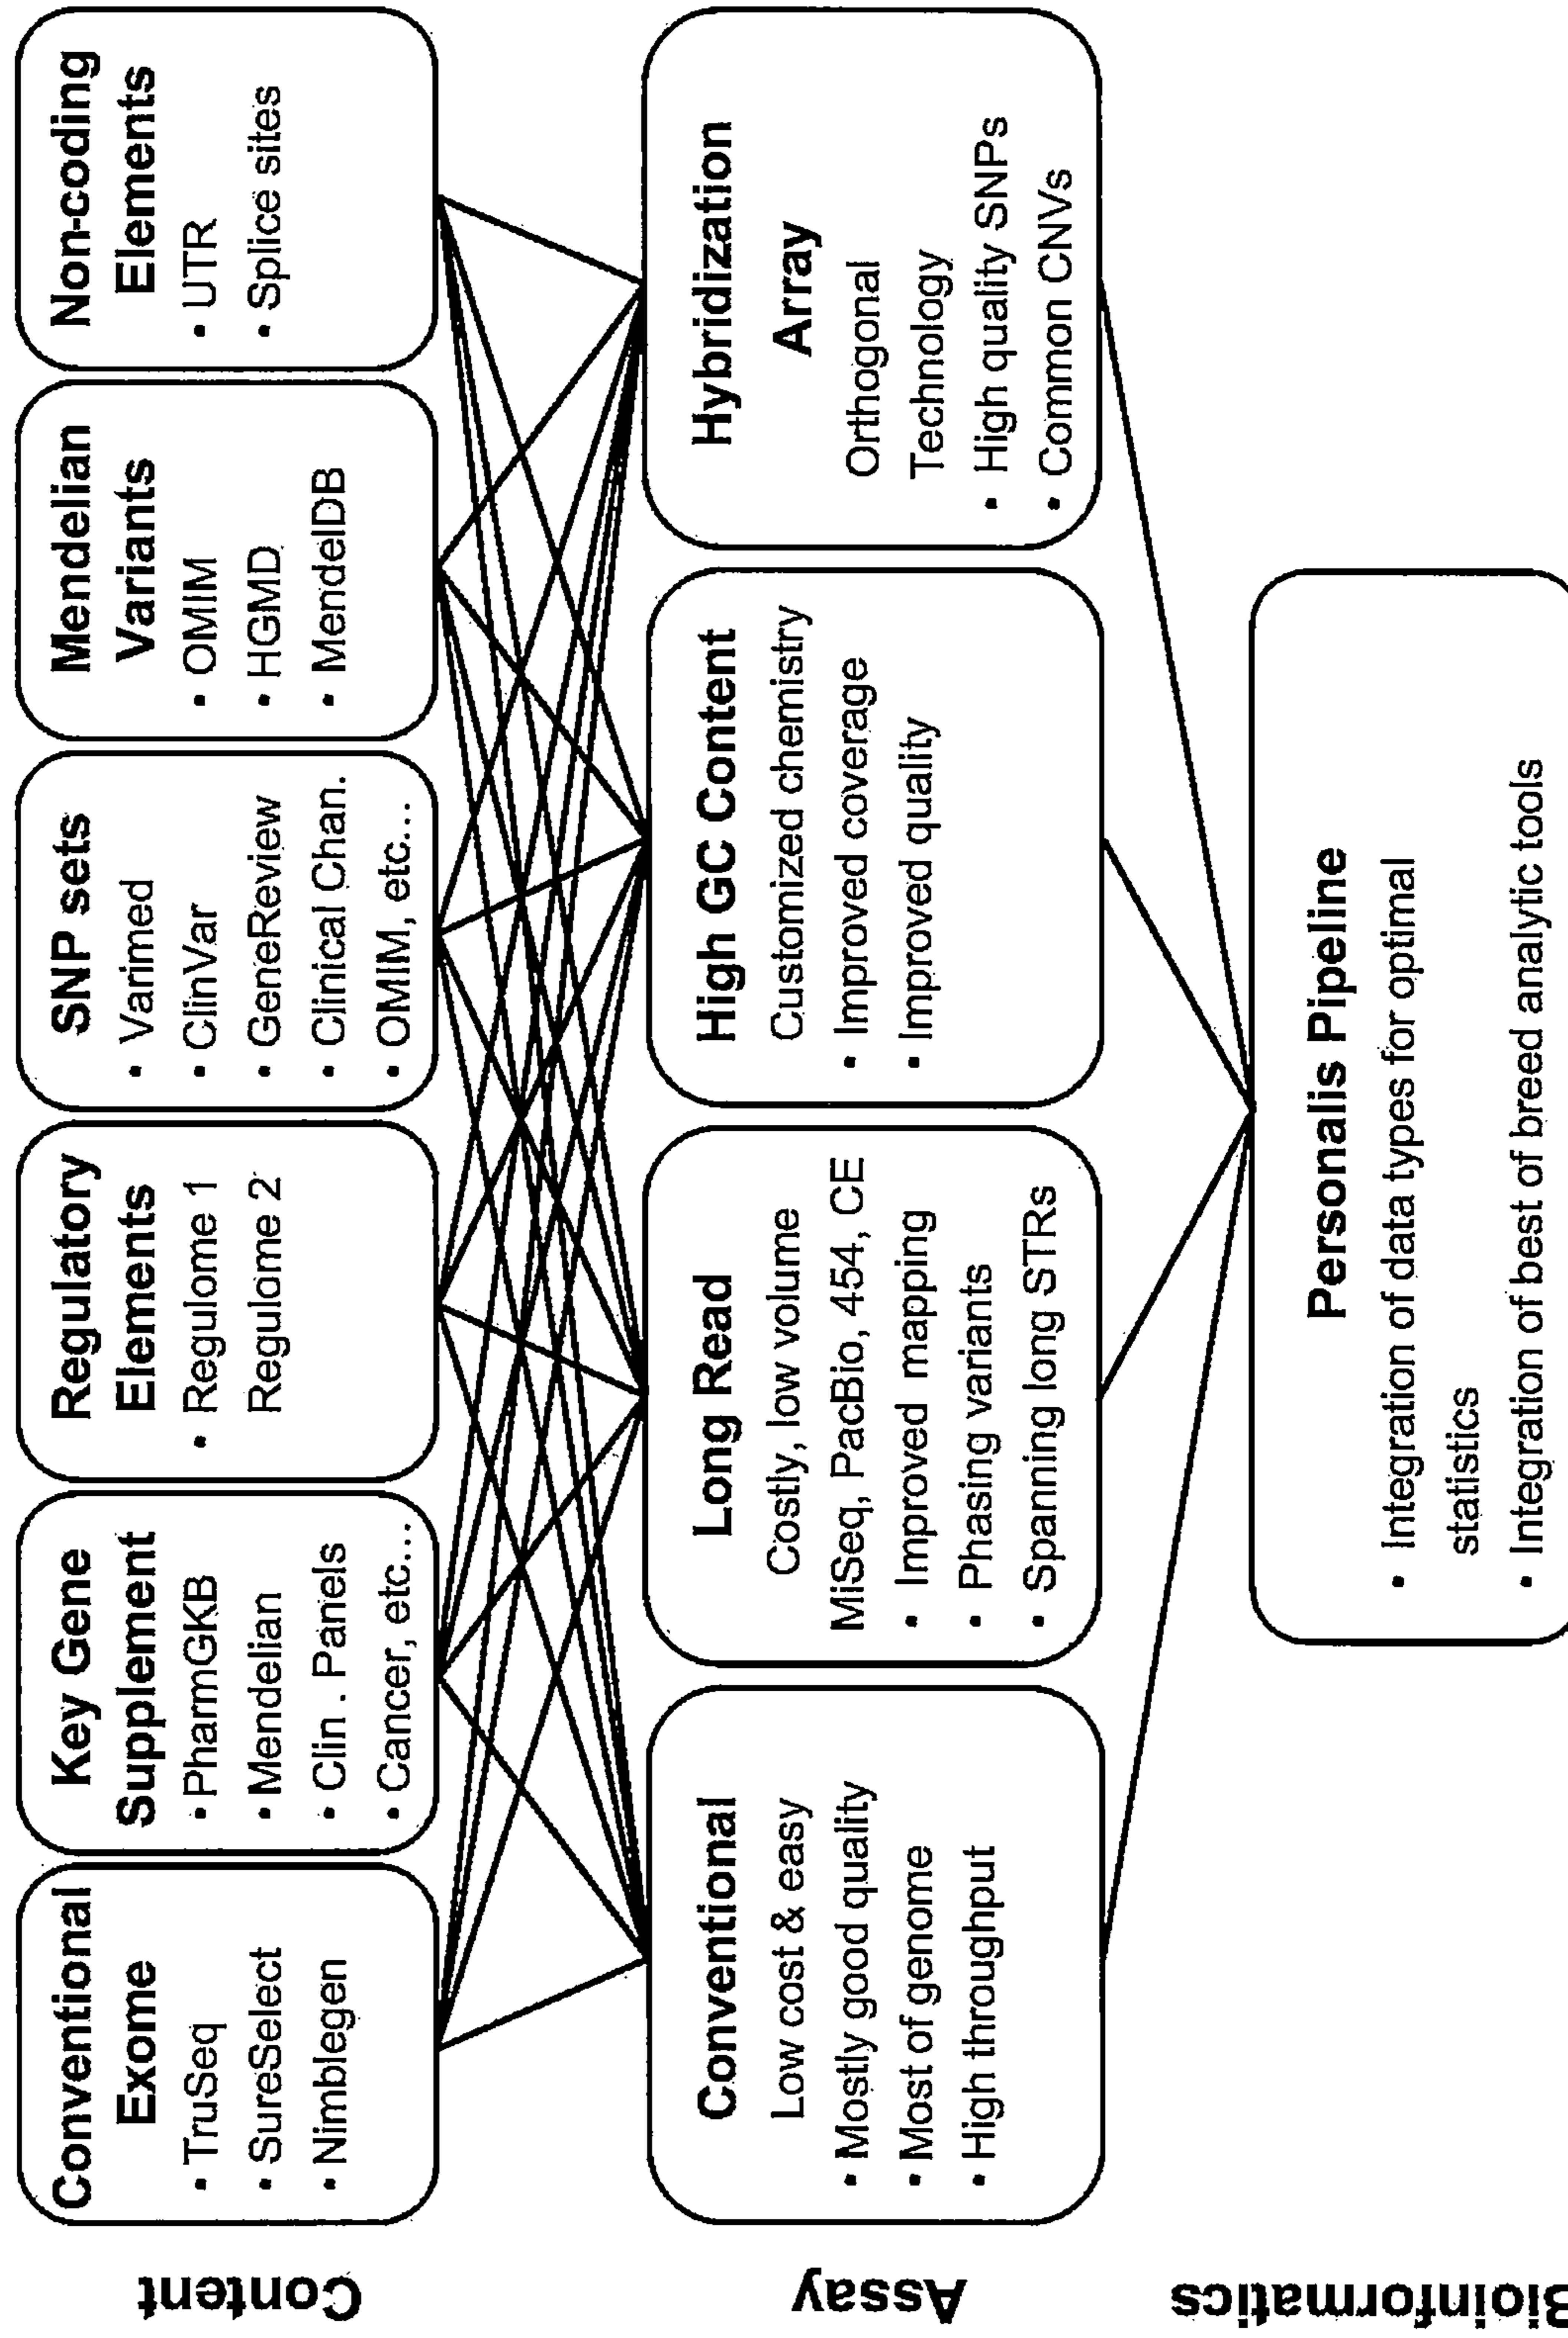 Content
Conventional
Exome
• TruSeq
• SureSelect
• Nimblegen
Key Gene
Supplement
• PharmGKB
• Mendelian
• Clin . Panels
• Cancer, etc...
Regulatory
Elements
• Regulome 1
Regulome 2
SNP sets
• Varimed
• ClinVar
• GeneReview
• Clinical Chan.
• OMIM, etc...
Mendelian
Variants
• OMIM
• HGMD
• MendelDB
Non-coding
Elements
• UTR
• Splice sites
Assay
Conventional
Low cost & easy
• Mostly good quality
• Most of genome
• High throughput
Long Read
Costly, low volume
MiSeq, PacBio, 454, CE
• Improved mapping
• Phasing variants
• Spanning long STRs
High GC Content
Customized chemistry
• Improved coverage
• Improved quality
Hybridization
Array
Orthogonal
Technology
• High quality SNPs
• Common CNVs
Bioinformatics
Personalis Pipeline
• Integration of data types for optimal
statistics
• Integration of best of breed analytic tools